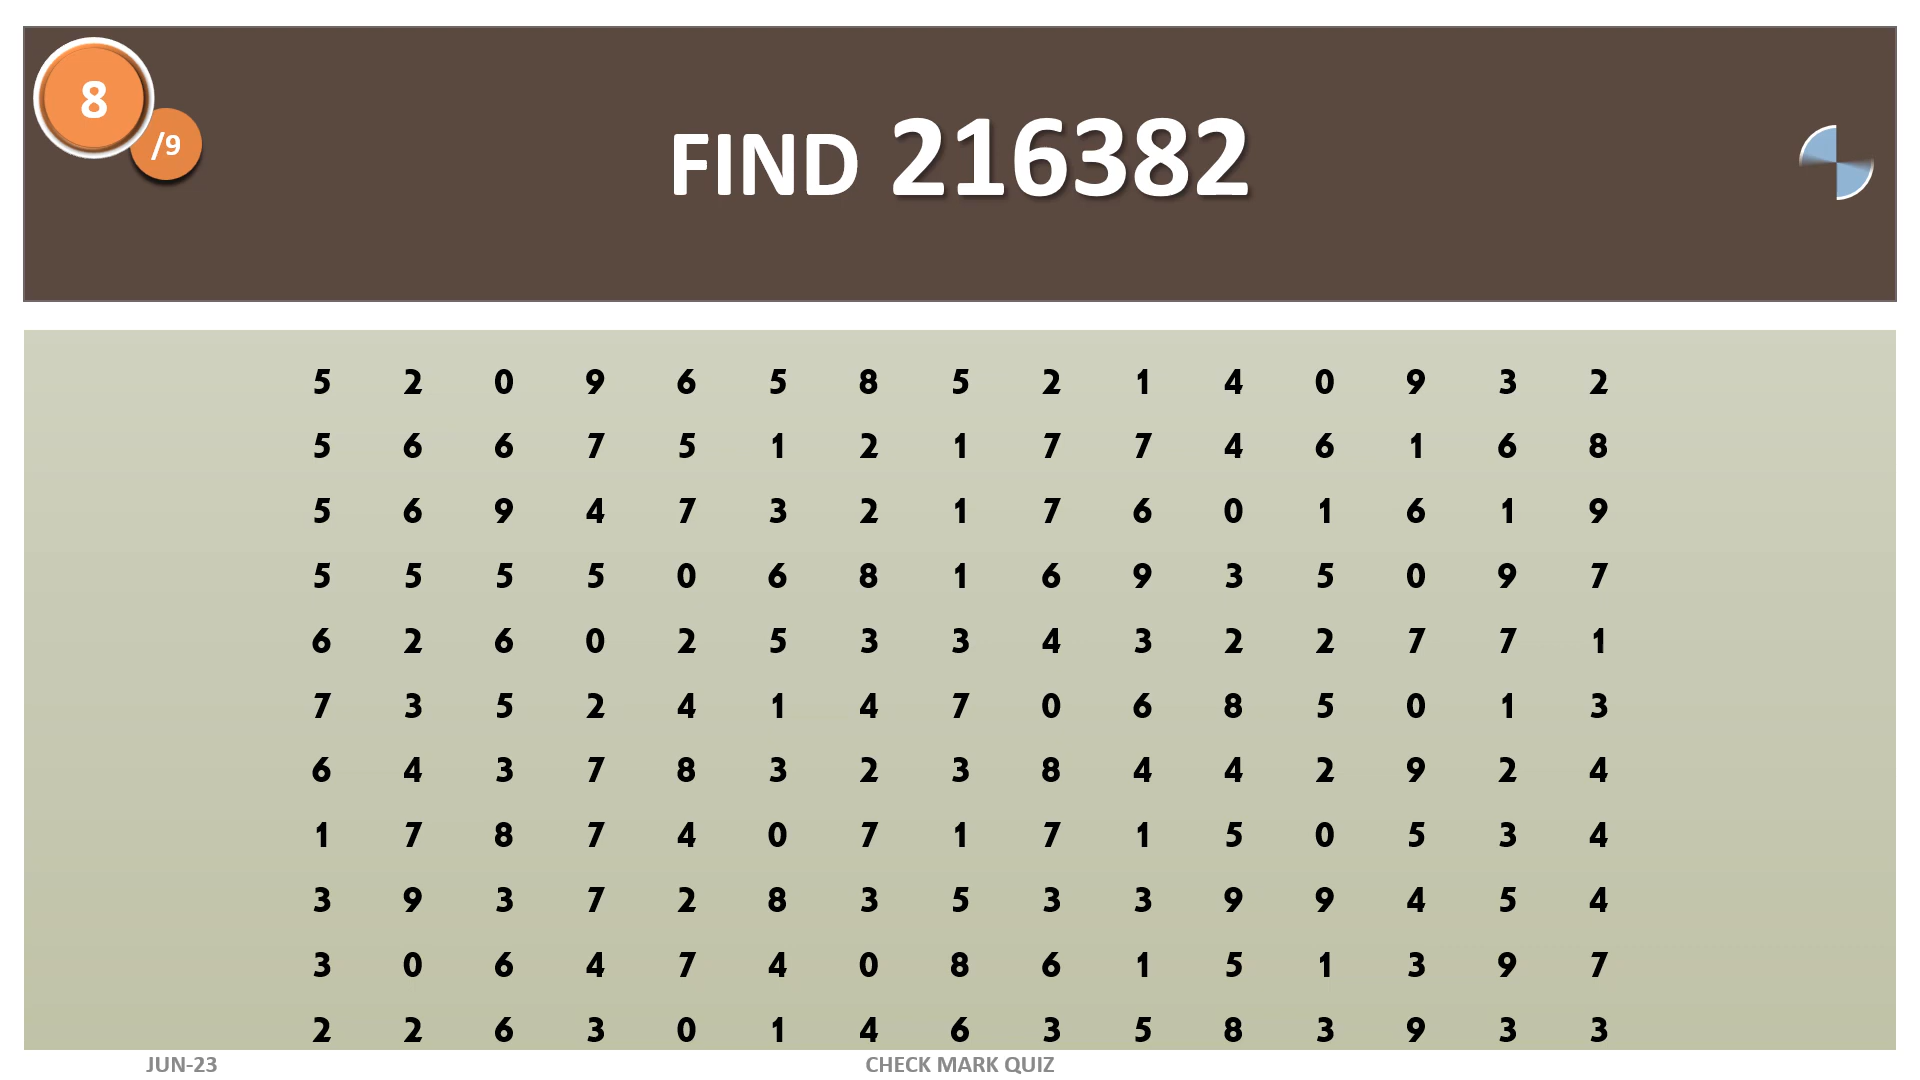 8
/9
FIND 216382
5 2 0 9 6 5 8 5 2 1 4 0 9 3 2
5 6 6 7 5 1 2 1 7 7 4 6 1 6 8
5 6 9 4 7 3 2 1 7 6 0 1 6 1 9
5 5 5 5 0 6 8 1 6 9 3 5 0 9 7
6 2 6 0 2 5 3 3 4 3 2 2 7 7 1
7 3 5 2 4 1 4 7 0 6 8 5 0 1 3
6 4 3 7 8 3 2 3 8 4 4 2 9 2 4
1 7 8 7 4 0 7 1 7 1 5 0 5 3 4
3 9 3 7 2 8 3 5 3 3 9 9 4 5 4
3 0 6 4 7 4 0 8 6 1 5 1 3 9 7
2 2 6 3 0 1 4 6 3 5 8 3 9 3 3
JUN-23
CHECK MARK QUIZ